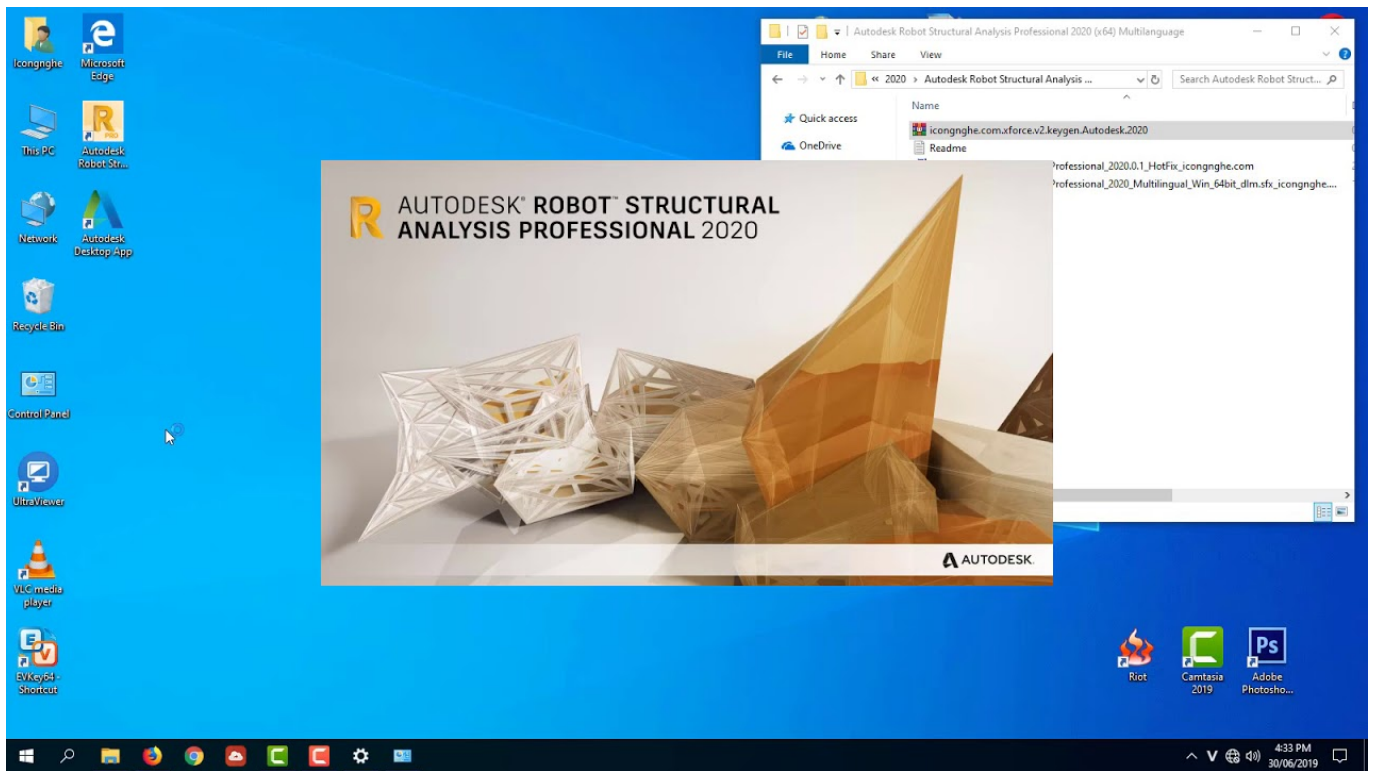 Icongnghe
Microsoft
Edge
This PC
Autodesk
Robot Str...
Network
Autodesk
Desktop App
Recycle Bin
Control Panel
UltraViewer
VLC media
player
EVKey64 -
Shortcut
Autodesk Robot Structural Analysis Professional 2020 (x64) Multilanguage
File Home Share View
« 2020 › Autodesk Robot Structural Analysis ...
Search Autodesk Robot Struct...
Quick access
OneDrive
Name
icongnghe.com.xforce.v2.keygen.Autodesk.2020
Readme
Professional_2020.0.1_HotFix_icongnghe.com
Professional_2020_Multilingual_Win_64bit_dlm.sfx_icongnghe....
AUTODESK® ROBOT™ STRUCTURAL
ANALYSIS PROFESSIONAL 2020
AUTODESK.
Riot
Camtasia
2019
Ps
Adobe
Photosho...
V
4:33 PM
30/06/2019